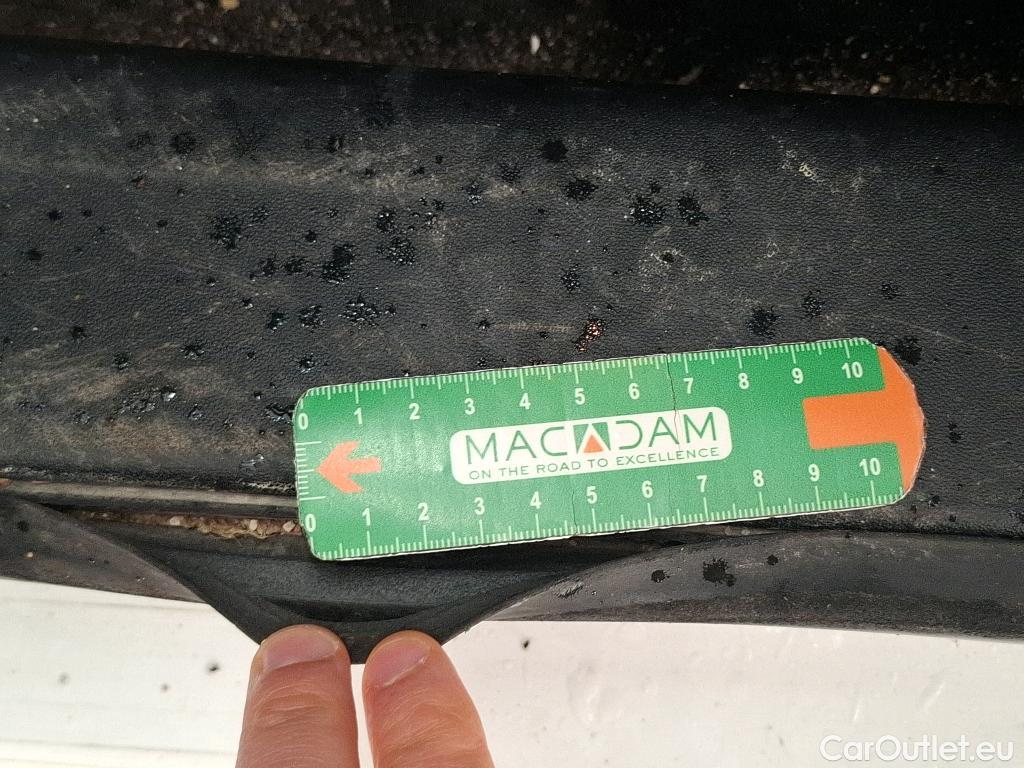 0 1 2 3 4 5 6 7 8 9 10
MACADAM
ON THE ROAD TO EXCELLENCE
0 1 2 3 4 5 6 7 8 9 10
CarOutlet.eu